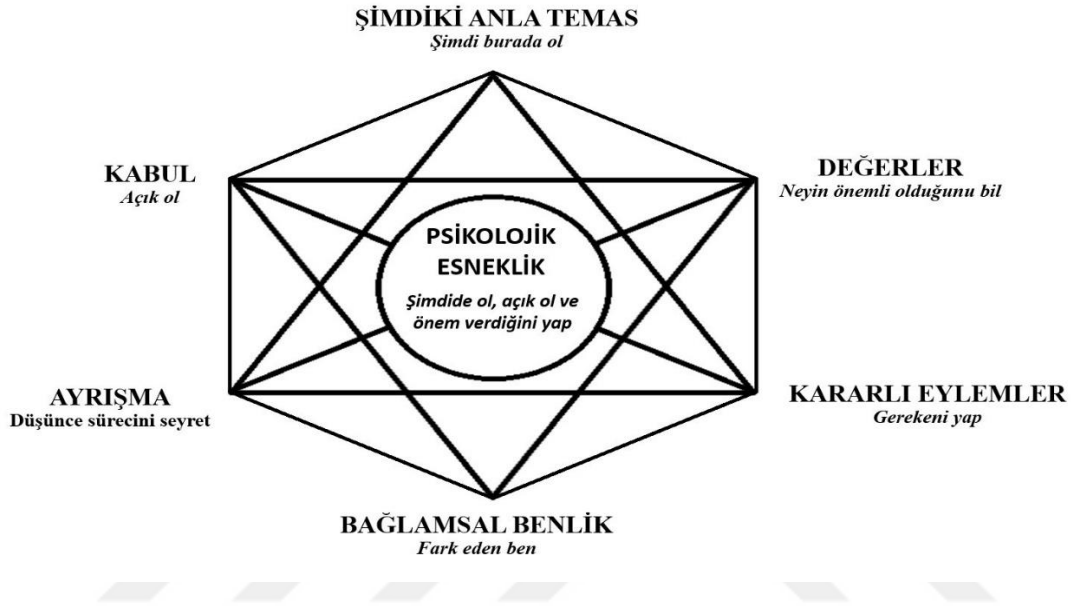 ŞİMDİKİ ANLA TEMAS
Şimdi burada ol
KABUL
Açık ol
DEĞERLER
Neyin önemli olduğunu bil
PSİKOLOJİK
ESNEKLİK
Şimdide ol, açık ol ve
önem verdiğini yap
AYRIŞMA
Düşünce sürecini seyret
KARARLI EYLEMLER
Gerekeni yap
BAĞLAMSAL BENLİK
Fark eden ben